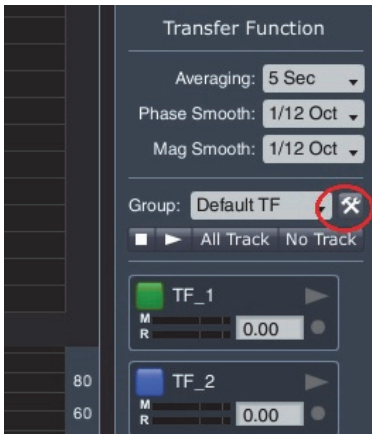 Transfer Function
Averaging: 5 Sec
Phase Smooth: 1/12 Oct
Mag Smooth: 1/12 Oct
Group: Default TF
All Track No Track
TF_1
M
R 0.00
80
TF_2
M
60
R 0.00